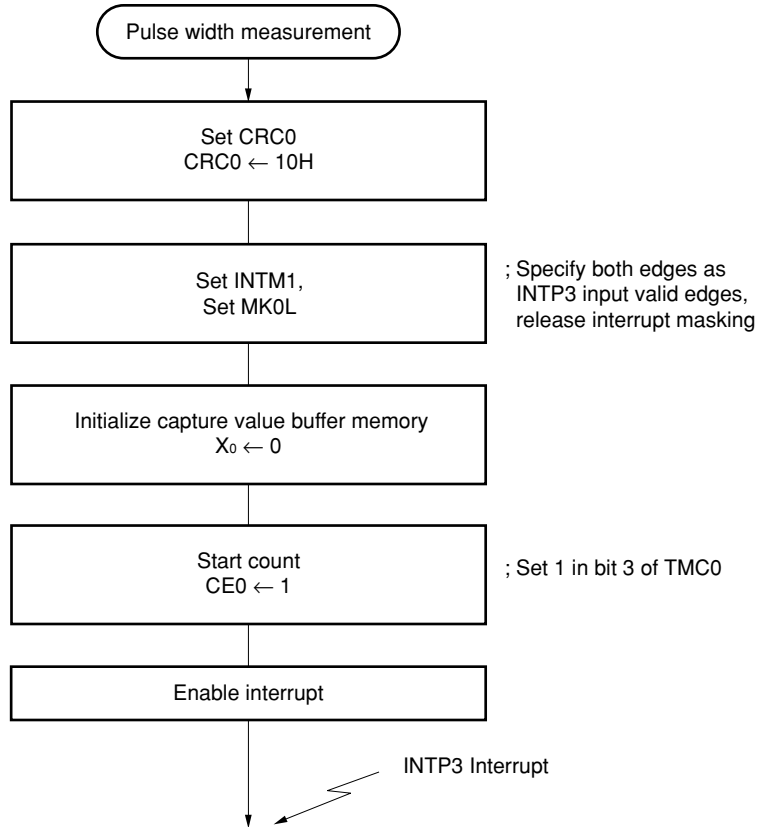 Pulse width measurement
Set CRC0
CRC0 ← 10H
Set INTM1,
Set MK0L
; Specify both edges as
INTP3 input valid edges,
release interrupt masking
Initialize capture value buffer memory
X₀ ← 0
Start count
CE0 ← 1
; Set 1 in bit 3 of TMC0
Enable interrupt
INTP3 Interrupt